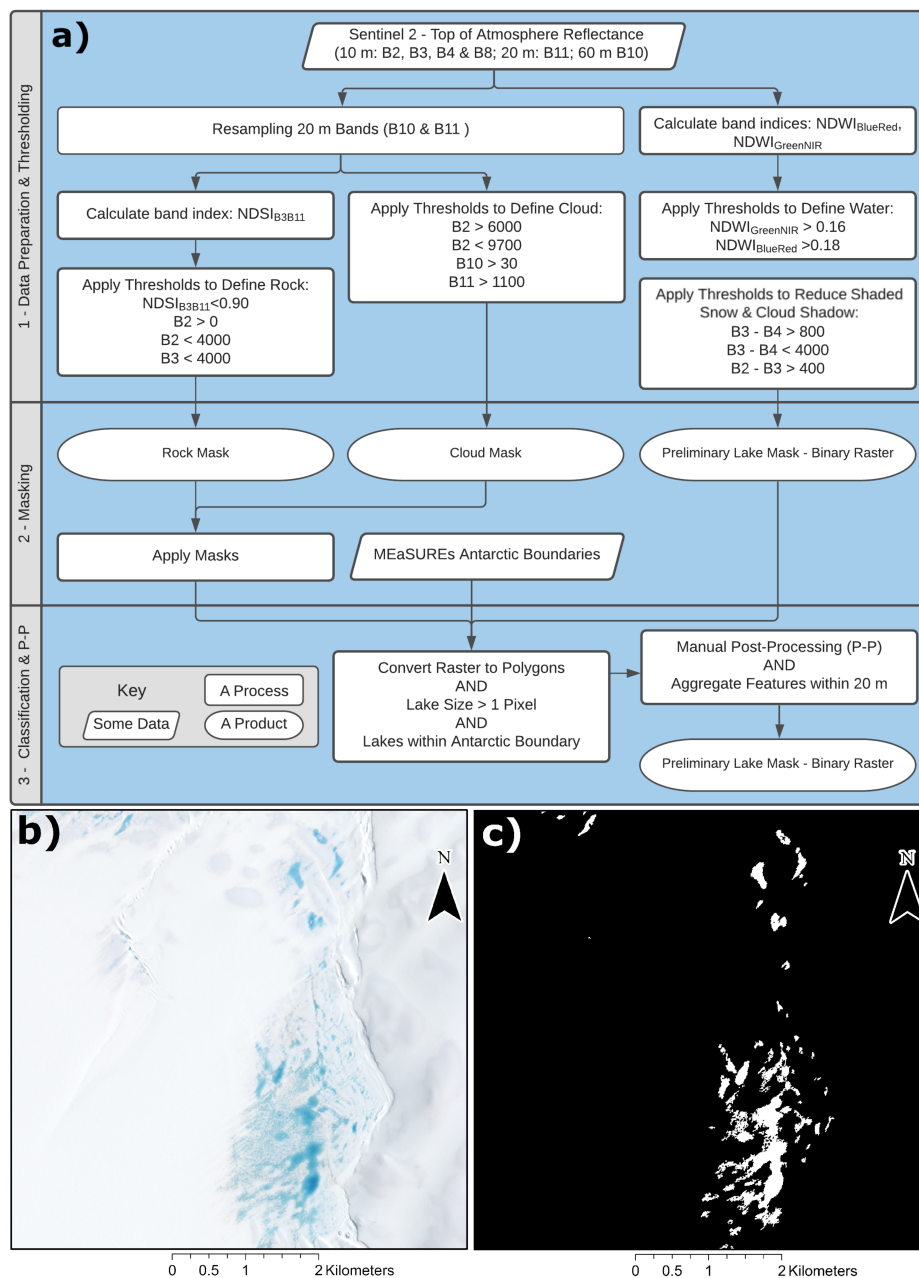 a)
Sentinel 2 - Top of Atmosphere Reflectance
(10 m: B2, B3, B4 & B8; 20 m: B11; 60 m B10)
1 - Data Preparation & Thresholding
Resampling 20 m Bands (B10 & B11 )
Calculate band indices: NDWIBlueRed,
NDWIGreenNIR
Calculate band index: NDSIB3B11
Apply Thresholds to Define Cloud:
B2 > 6000
B2 < 9700
B10 > 30
B11 > 1100
Apply Thresholds to Define Water:
NDWIGreenNIR > 0.16
NDWIBlueRed >0.18
Apply Thresholds to Define Rock:
NDSIB3B11<0.90
B2 > 0
B2 < 4000
B3 < 4000
Apply Thresholds to Reduce Shaded
Snow & Cloud Shadow:
B3 - B4 > 800
B3 - B4 < 4000
B2 - B3 > 400
2 - Masking
Rock Mask
Cloud Mask
Preliminary Lake Mask - Binary Raster
Apply Masks
MEaSUREs Antarctic Boundaries
3 - Classification & P-P
Key
A Process
Some Data
A Product
Convert Raster to Polygons
AND
Lake Size > 1 Pixel
AND
Lakes within Antarctic Boundary
Manual Post-Processing (P-P)
AND
Aggregate Features within 20 m
Preliminary Lake Mask - Binary Raster
b)
N
0 0.5 1 2 Kilometers
c)
N
0 0.5 1 2 Kilometers